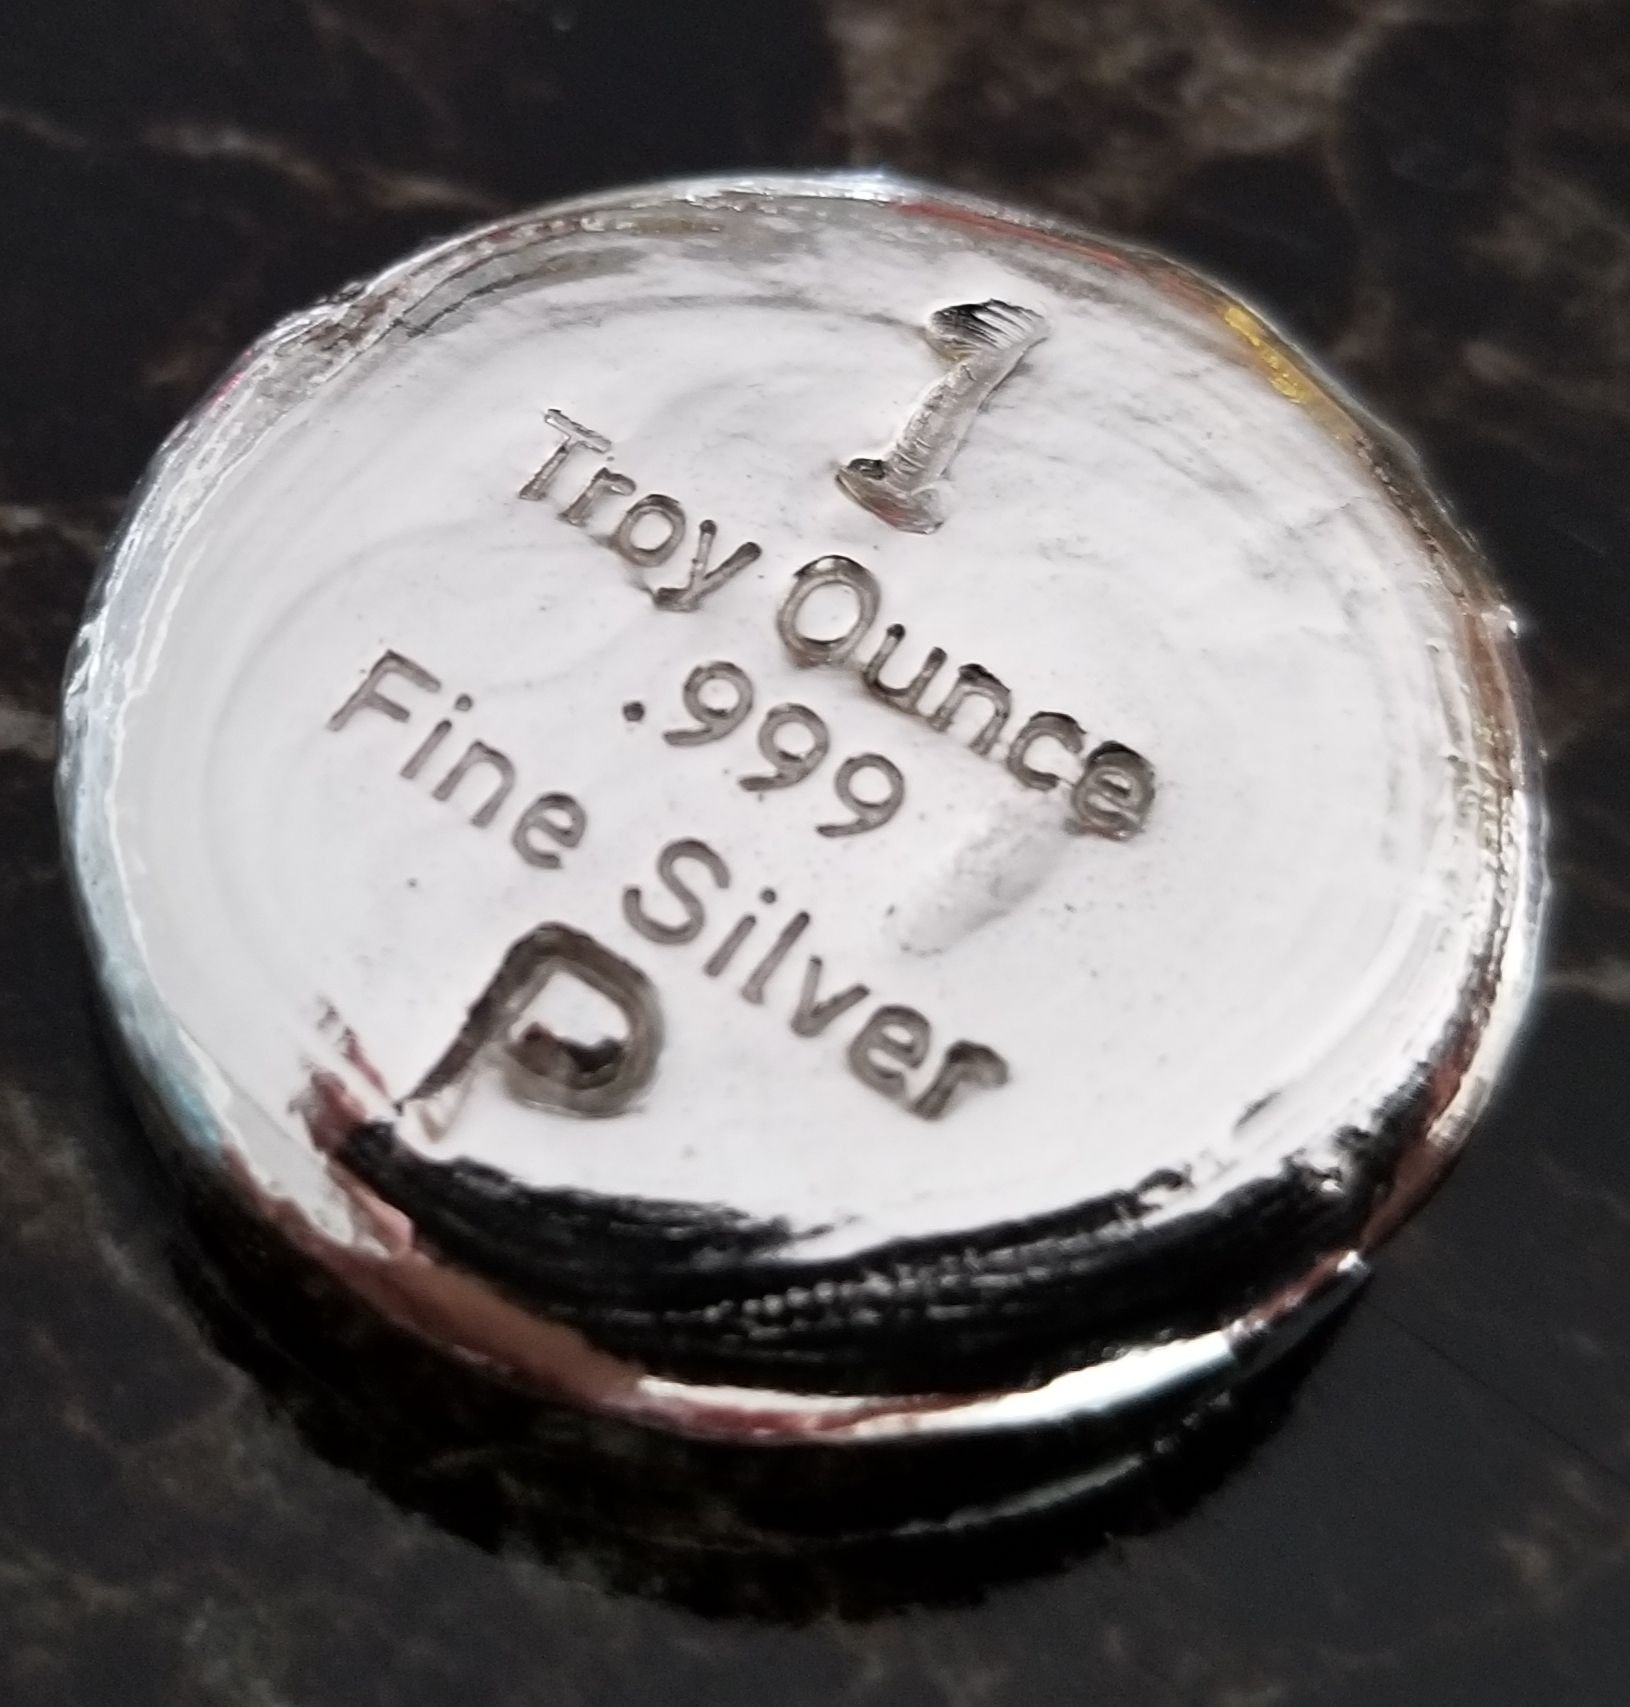 1
Troy Ounce
.999
Fine Silver
P